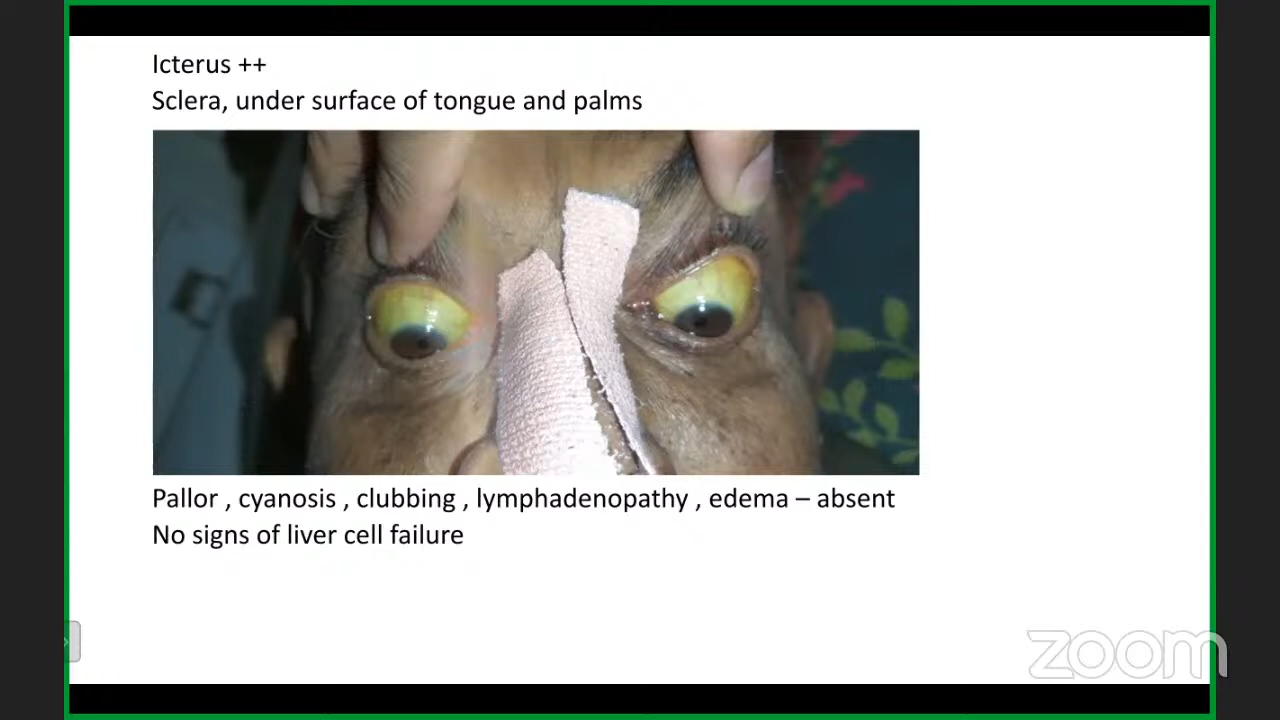 Icterus ++
Sclera, under surface of tongue and palms
Pallor , cyanosis , clubbing , lymphadenopathy , edema – absent
No signs of liver cell failure
zoom